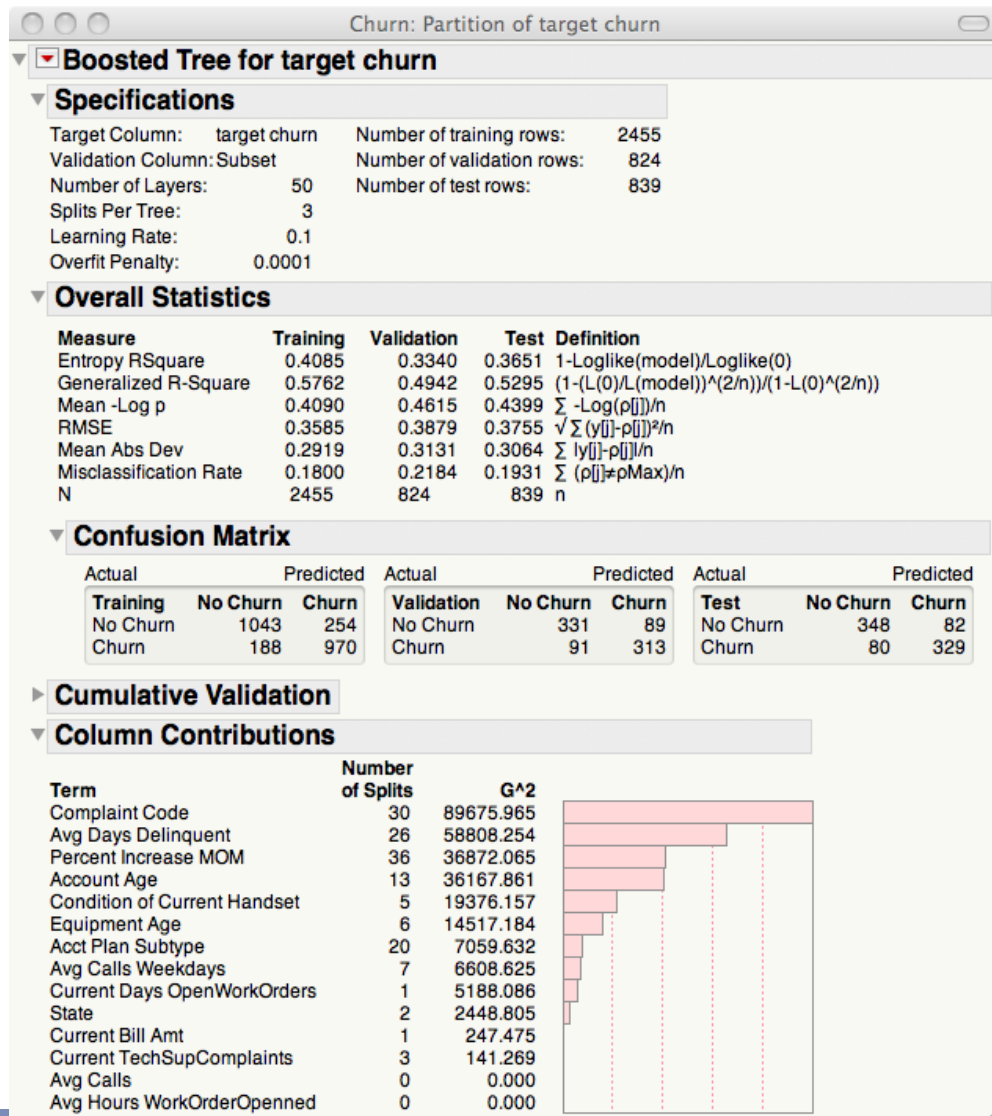 Churn: Partition of target churn
Boosted Tree for target churn
Specifications
Target Column: target churn Number of training rows: 2455
Validation Column: Subset Number of validation rows: 824
Number of Layers: 50 Number of test rows: 839
Splits Per Tree: 3
Learning Rate: 0.1
Overfit Penalty: 0.0001
Overall Statistics
Measure Training Validation Test Definition
Entropy RSquare 0.4085 0.3340 0.3651 1-Loglike(model)/Loglike(0)
Generalized R-Square 0.5762 0.4942 0.5295 (1-(L(0)/L(model))^(2/n))/(1-L(0)^(2/n))
Mean -Log p 0.4090 0.4615 0.4399 ∑ -Log(ρ[j])/n
RMSE 0.3585 0.3879 0.3755 √ ∑(y[j]-ρ[j])²/n
Mean Abs Dev 0.2919 0.3131 0.3064 ∑ |y[j]-ρ[j]|/n
Misclassification Rate 0.1800 0.2184 0.1931 ∑ (ρ[j]≠ρMax)/n
N 2455 824 839 n
Confusion Matrix
Actual Predicted Actual Predicted Actual Predicted
Training No Churn Churn Validation No Churn Churn Test No Churn Churn
No Churn 1043 254 No Churn 331 89 No Churn 348 82
Churn 188 970 Churn 91 313 Churn 80 329
Cumulative Validation
Column Contributions
Number
Term of Splits G^2
Complaint Code 30 89675.965
Avg Days Delinquent 26 58808.254
Percent Increase MOM 36 36872.065
Account Age 13 36167.861
Condition of Current Handset 5 19376.157
Equipment Age 6 14517.184
Acct Plan Subtype 20 7059.632
Avg Calls Weekdays 7 6608.625
Current Days OpenWorkOrders 1 5188.086
State 2 2448.805
Current Bill Amt 1 247.475
Current TechSupComplaints 3 141.269
Avg Calls 0 0.000
Avg Hours WorkOrderOpenned 0 0.000